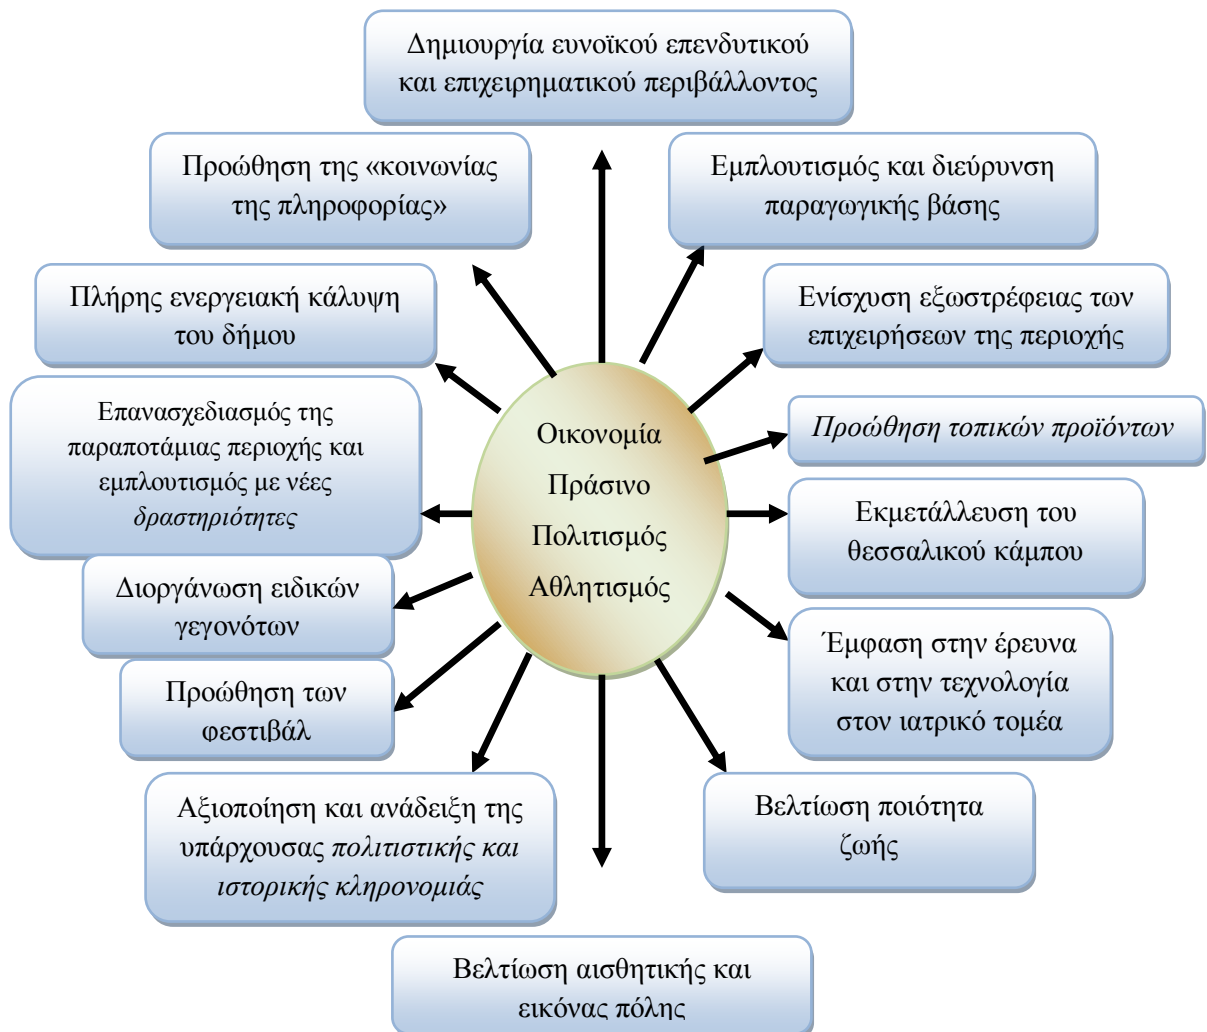 Δημιουργία ευνοϊκού επενδυτικού
και επιχειρηματικού περιβάλλοντος
Προώθηση της «κοινωνίας
της πληροφορίας»
Εμπλουτισμός και διεύρυνση
παραγωγικής βάσης
Πλήρης ενεργειακή κάλυψη
του δήμου
Ενίσχυση εξωστρέφειας των
επιχειρήσεων της περιοχής
Επανασχεδιασμός της
παραποτάμιας περιοχής και
εμπλουτισμός με νέες
δραστηριότητες
Οικονομία
Πράσινο
Πολιτισμός
Αθλητισμός
Προώθηση τοπικών προϊόντων
Εκμετάλλευση του
θεσσαλικού κάμπου
Διοργάνωση ειδικών
γεγονότων
Έμφαση στην έρευνα
και στην τεχνολογία
στον ιατρικό τομέα
Προώθηση των
φεστιβάλ
Αξιοποίηση και ανάδειξη της
υπάρχουσας πολιτιστικής και
ιστορικής κληρονομιάς
Βελτίωση ποιότητα
ζωής
Βελτίωση αισθητικής και
εικόνας πόλης